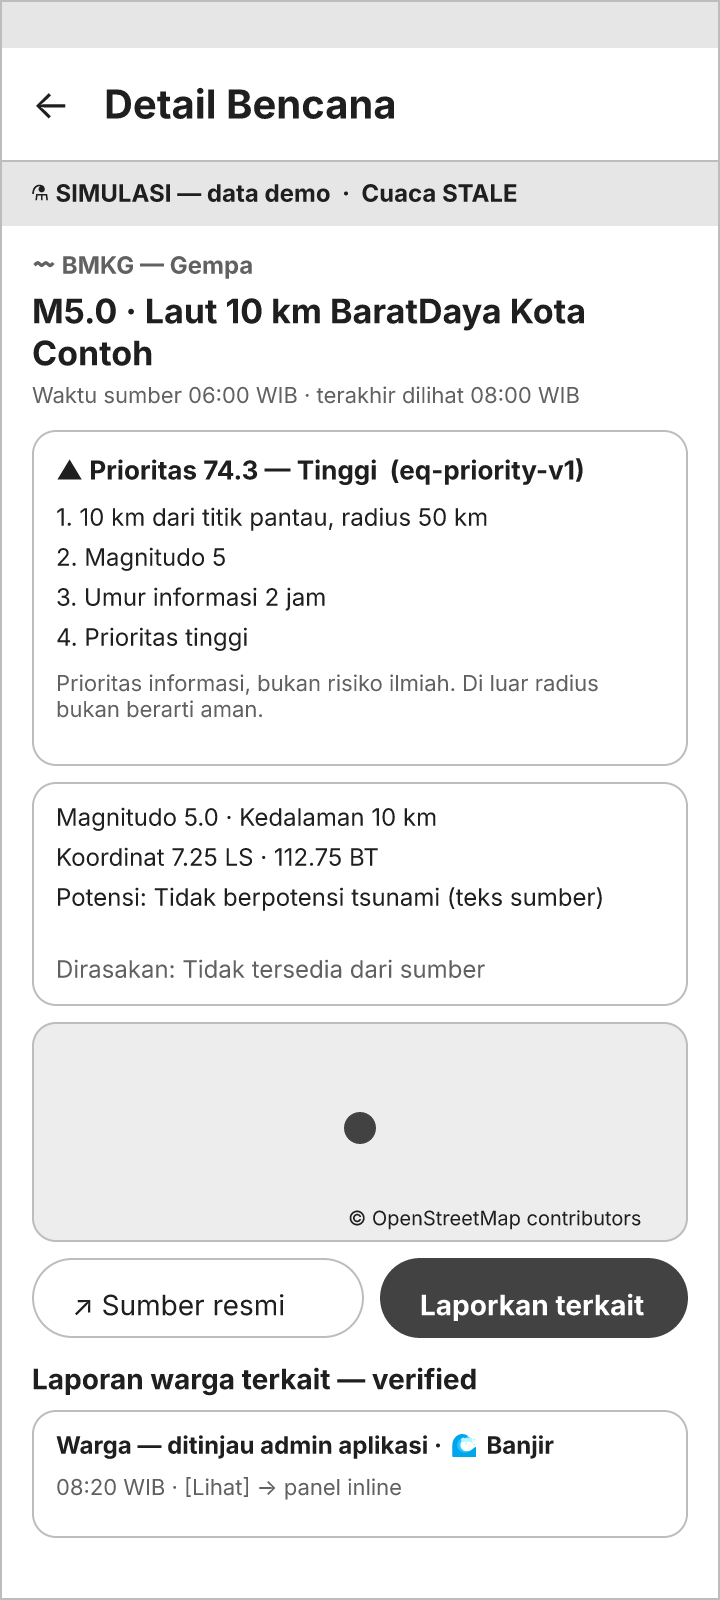 ← Detail Bencana
⚗ SIMULASI — data demo · Cuaca STALE
〰 BMKG — Gempa
M5.0 · Laut 10 km BaratDaya Kota
Contoh
Waktu sumber 06:00 WIB · terakhir dilihat 08:00 WIB
▲ Prioritas 74.3 — Tinggi (eq-priority-v1)
1. 10 km dari titik pantau, radius 50 km
2. Magnitudo 5
3. Umur informasi 2 jam
4. Prioritas tinggi
Prioritas informasi, bukan risiko ilmiah. Di luar radius
bukan berarti aman.
Magnitudo 5.0 · Kedalaman 10 km
Koordinat 7.25 LS · 112.75 BT
Potensi: Tidak berpotensi tsunami (teks sumber)
Dirasakan: Tidak tersedia dari sumber
© OpenStreetMap contributors
↗ Sumber resmi
Laporkan terkait
Laporan warga terkait — verified
Warga — ditinjau admin aplikasi · 🌊 Banjir
08:20 WIB · [Lihat] → panel inline